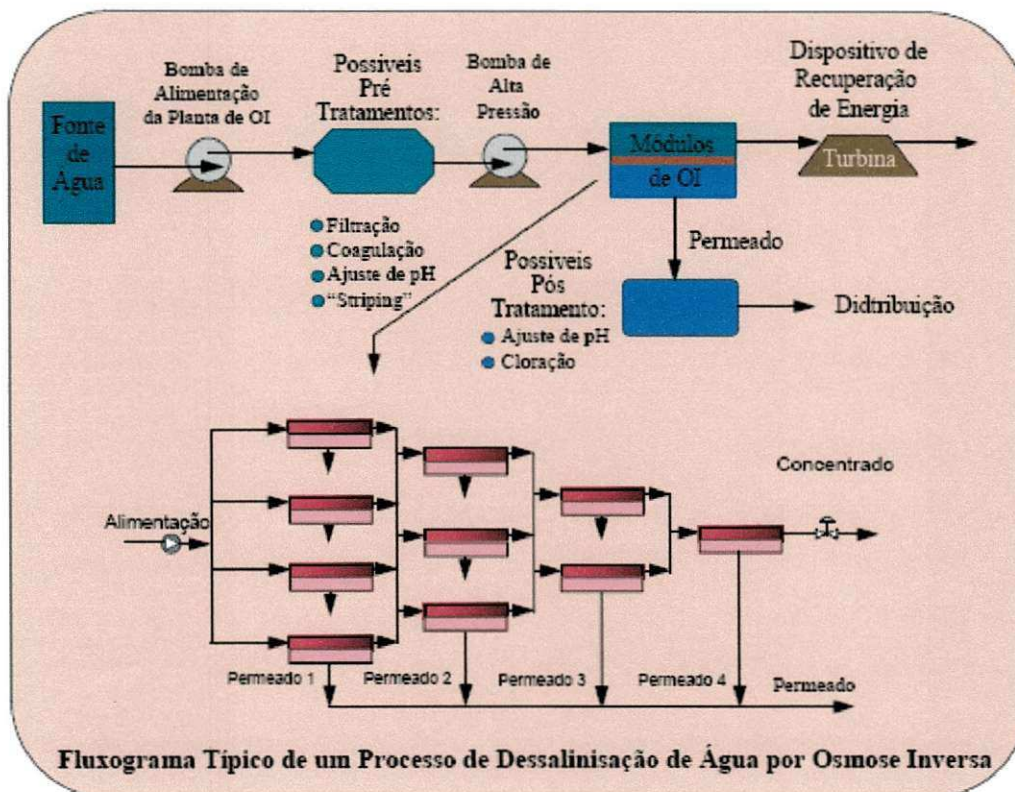 Bomba de
Alimentação
da Planta de OI
Possiveis
Pré
Tratamentos:
Bomba de
Alta
Pressão
Dispositivo de
Recuperação
de Energia
Fonte
de
Agua
Módulos
de OI
Turbina
Filtração
Coagulação
Ajuste de pH
“Striping”
Permeado
Possiveis
Pós
Tratamento:
Ajuste de pH
Cloração
Didtribuição
Alimentação
Concentrado
Permeado 1
Permeado 2
Permeado 3
Permeado 4
Permeado
Fluxograma Típico de um Processo de Dessalinisação de Água por Osmose Inversa